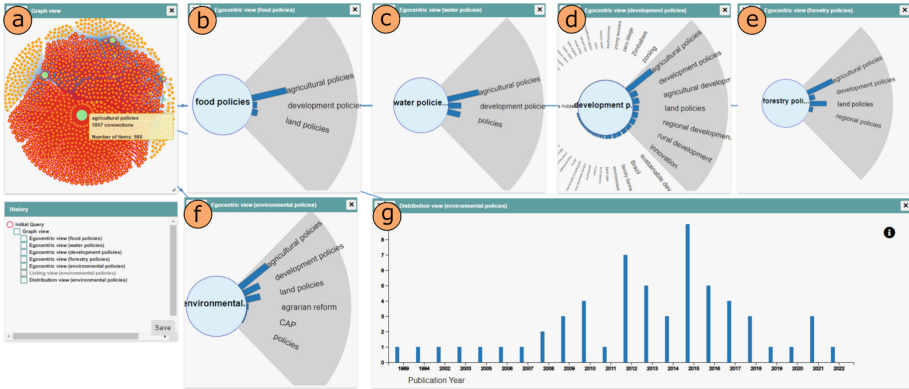 a
Graph view
agricultural policies
1007 connections
Number of Items: 980
b
Egocentric view (food policies)
food policies
agricultural policies
development policies
land policies
c
Egocentric view (water policies)
water policie...
agricultural policies
development policies
policies
d
Egocentric view (development policies)
development p...
Zimbabwe
zoning
agricultural policies
development policies
agricultural developm
land policies
regional development
rural development
innovation
sustainable dev
Brazil
family farms
e
Egocentric view (forestry policies)
forestry poli...
agricultural policies
development policies
land policies
regional policies
History
Initial Query
Graph view
Egocentric view (food policies)
Egocentric view (water policies)
Egocentric view (development policies)
Egocentric view (forestry policies)
Egocentric view (environmental policies)
Listing view (environmental policies)
Distribution view (environmental policies)
Save
f
Egocentric view (environmental policies)
environmental...
agricultural policies
development policies
land policies
agrarian reform
CAP
policies
g
Distribution view (environmental policies)
8
7
6
5
4
3
2
1
0
1989 1994 2002 2003 2005 2006 2007 2008 2009 2010 2011 2012 2013 2014 2015 2016 2017 2018 2019 2020 2021 2022
Publication Year